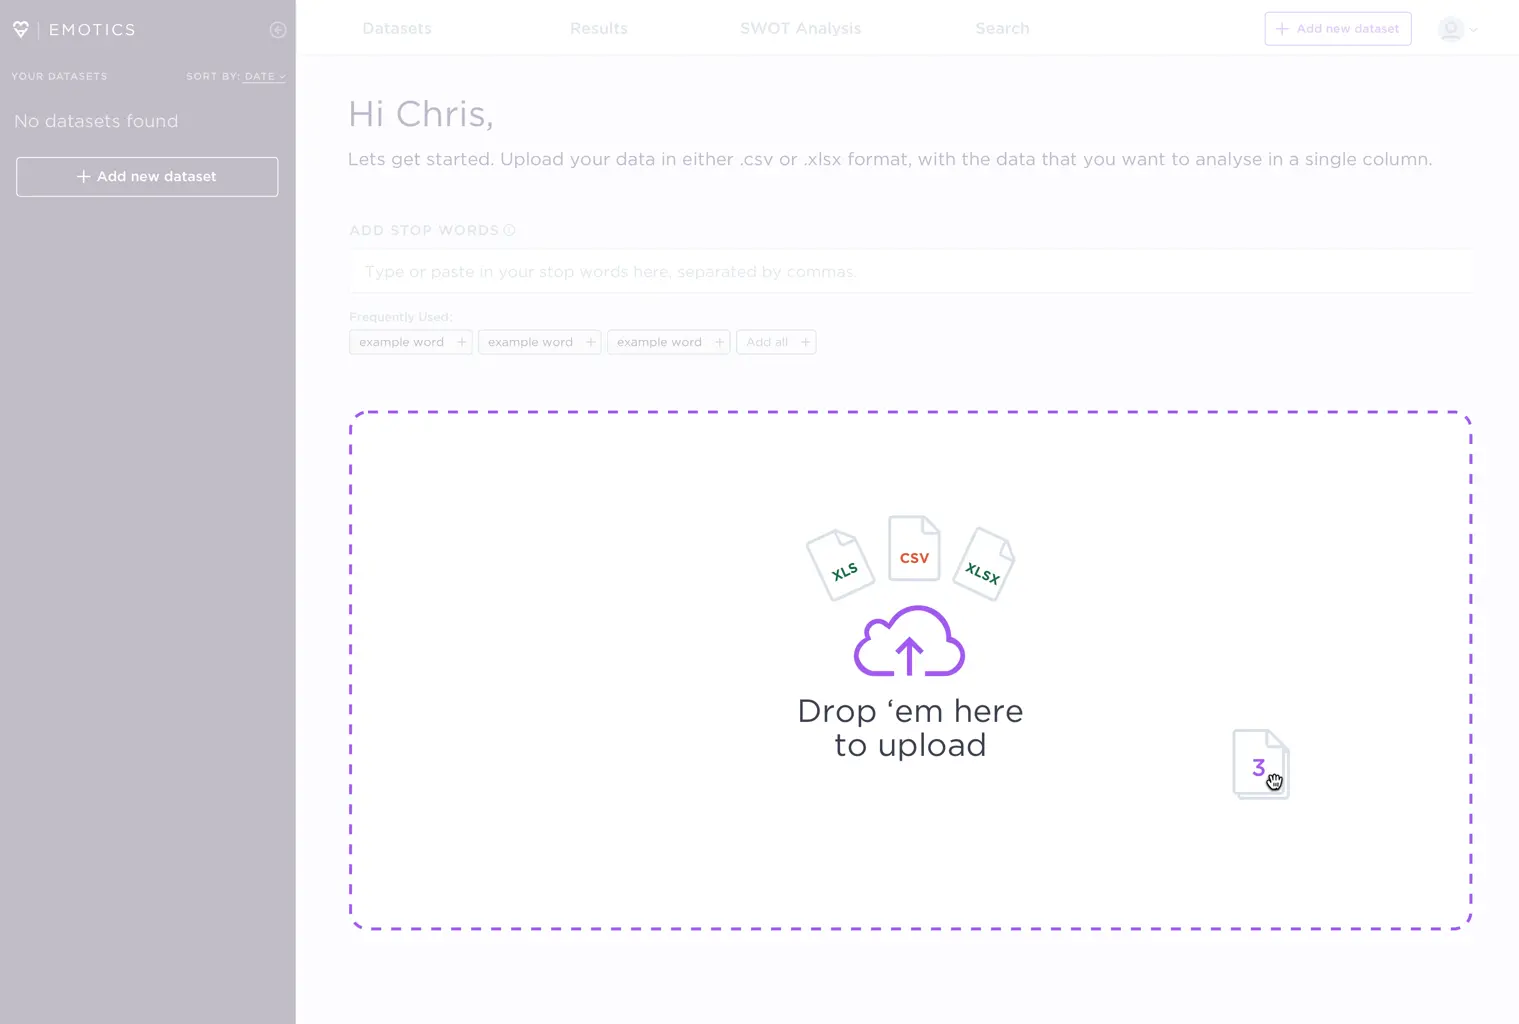 EMOTICS
YOUR DATASETS
SORT BY: DATE
No datasets found
+ Add new dataset
Datasets
Results
SWOT Analysis
Search
+ Add new dataset
Hi Chris,
Lets get started. Upload your data in either .csv or .xlsx format, with the data that you want to analyse in a single column.
ADD STOP WORDS
Type or paste in your stop words here, separated by commas.
Frequently Used:
example word +
example word +
example word +
Add all +
XLS
CSV
XLSX
Drop ‘em here
to upload
3